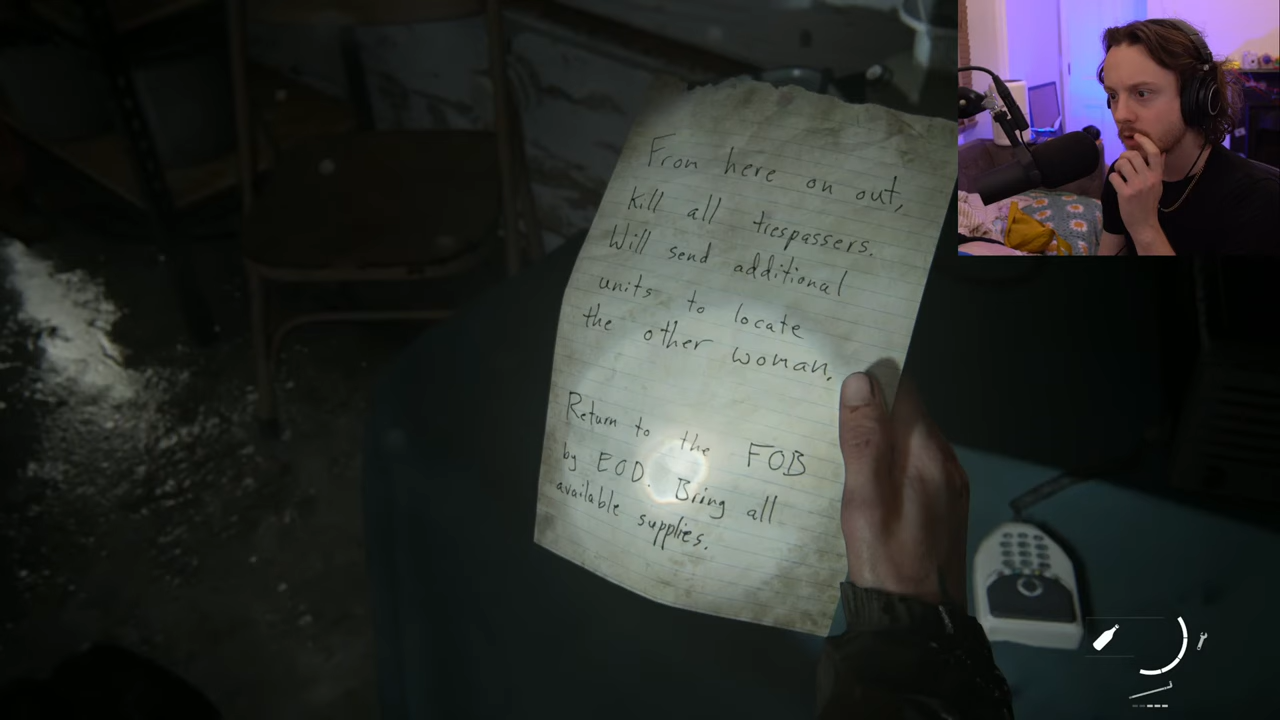 From here on out,
kill all trespassers.
Will send additional
units to locate
the other woman.
Return to the FOB
by EOD. Bring all
available supplies.